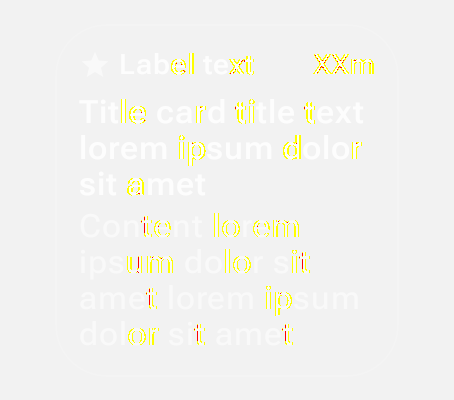 Label text XXm
Title card title text
lorem ipsum dolor
sit amet
Content lorem
ipsum dolor sit
amet lorem ipsum
dolor sit amet